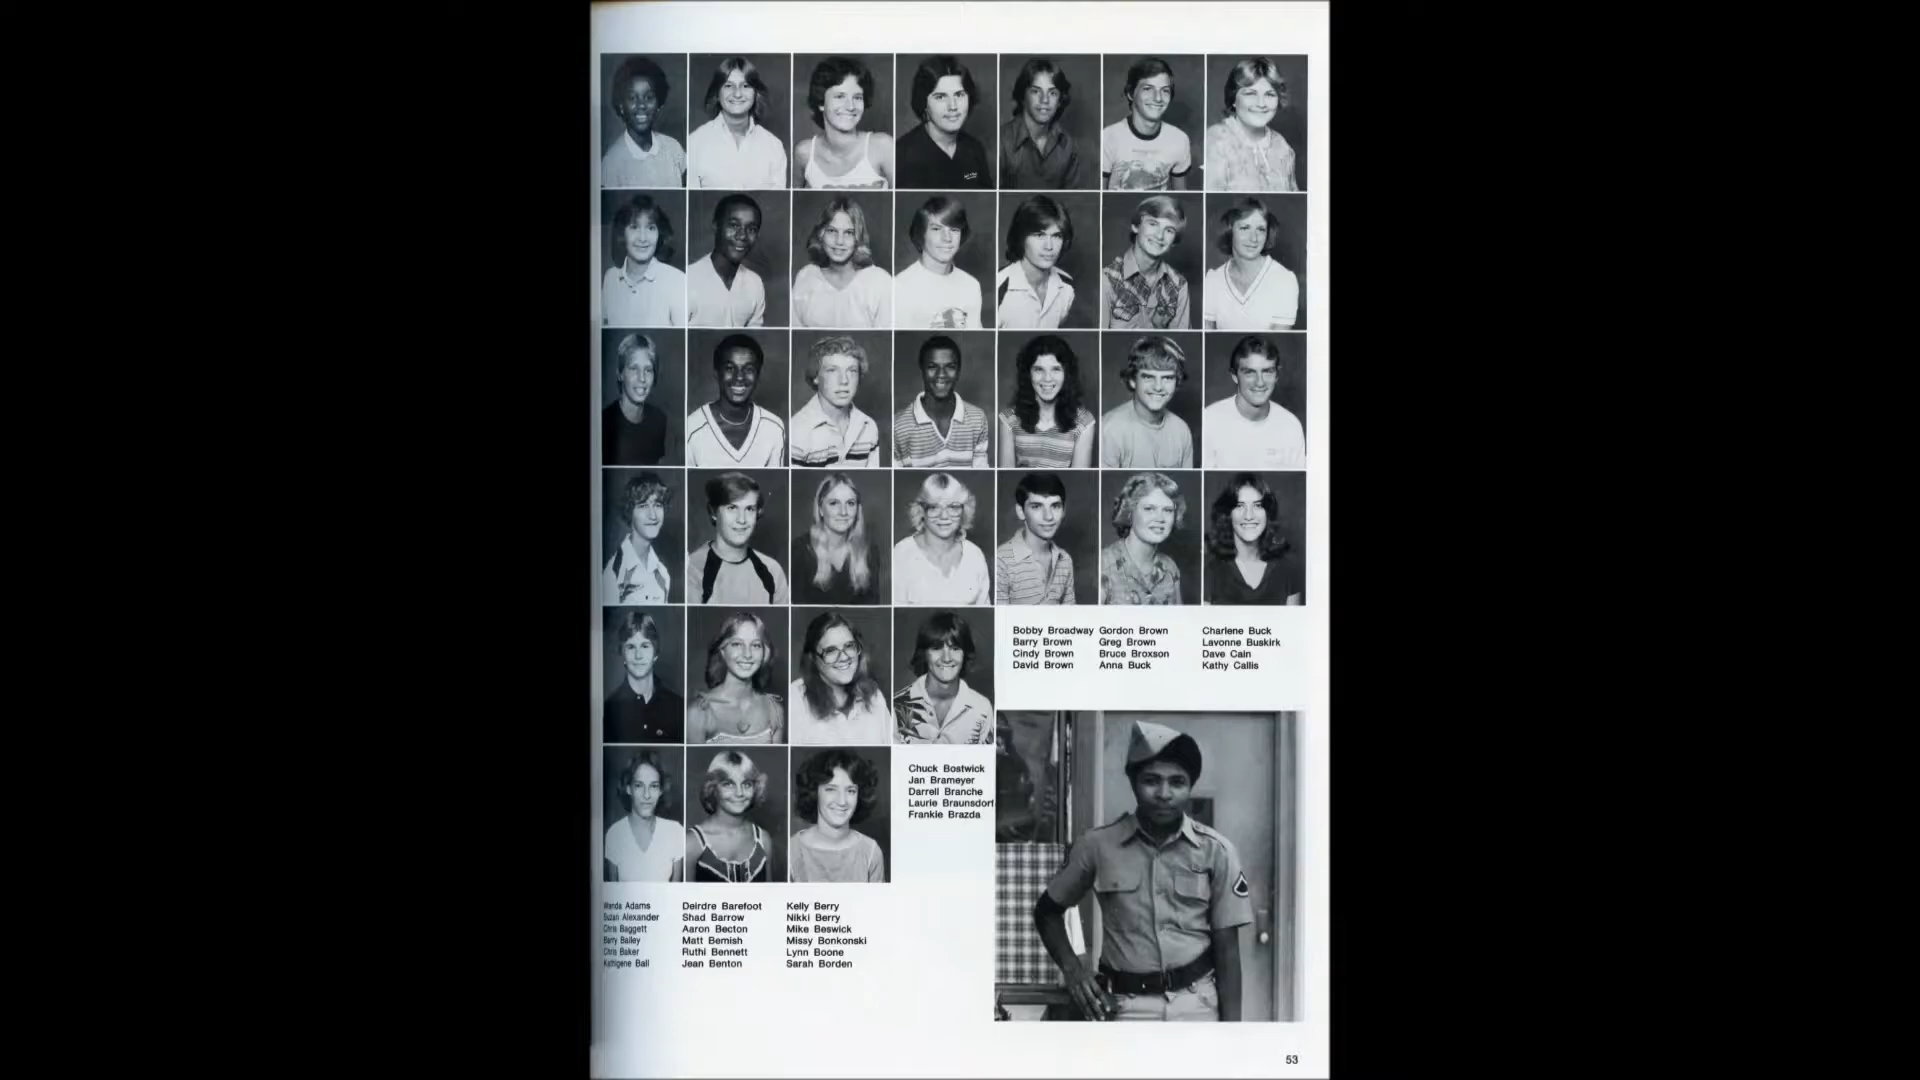 Bobby Broadway
Barry Brown
Cindy Brown
David Brown
Gordon Brown
Greg Brown
Bruce Broxson
Anna Buck
Charlene Buck
Lavonne Buskirk
Dave Cain
Kathy Callis
Chuck Bostwick
Jan Brameyer
Darrell Branche
Laurie Braunsdorf
Frankie Brazda
Wanda Adams
Suzan Alexander
Chris Baggett
Barry Bailey
Chris Baker
Kathigene Ball
Deirdre Barefoot
Shad Barrow
Aaron Becton
Matt Bemish
Ruthi Bennett
Jean Benton
Kelly Berry
Nikki Berry
Mike Beswick
Missy Bonkonski
Lynn Boone
Sarah Borden
53